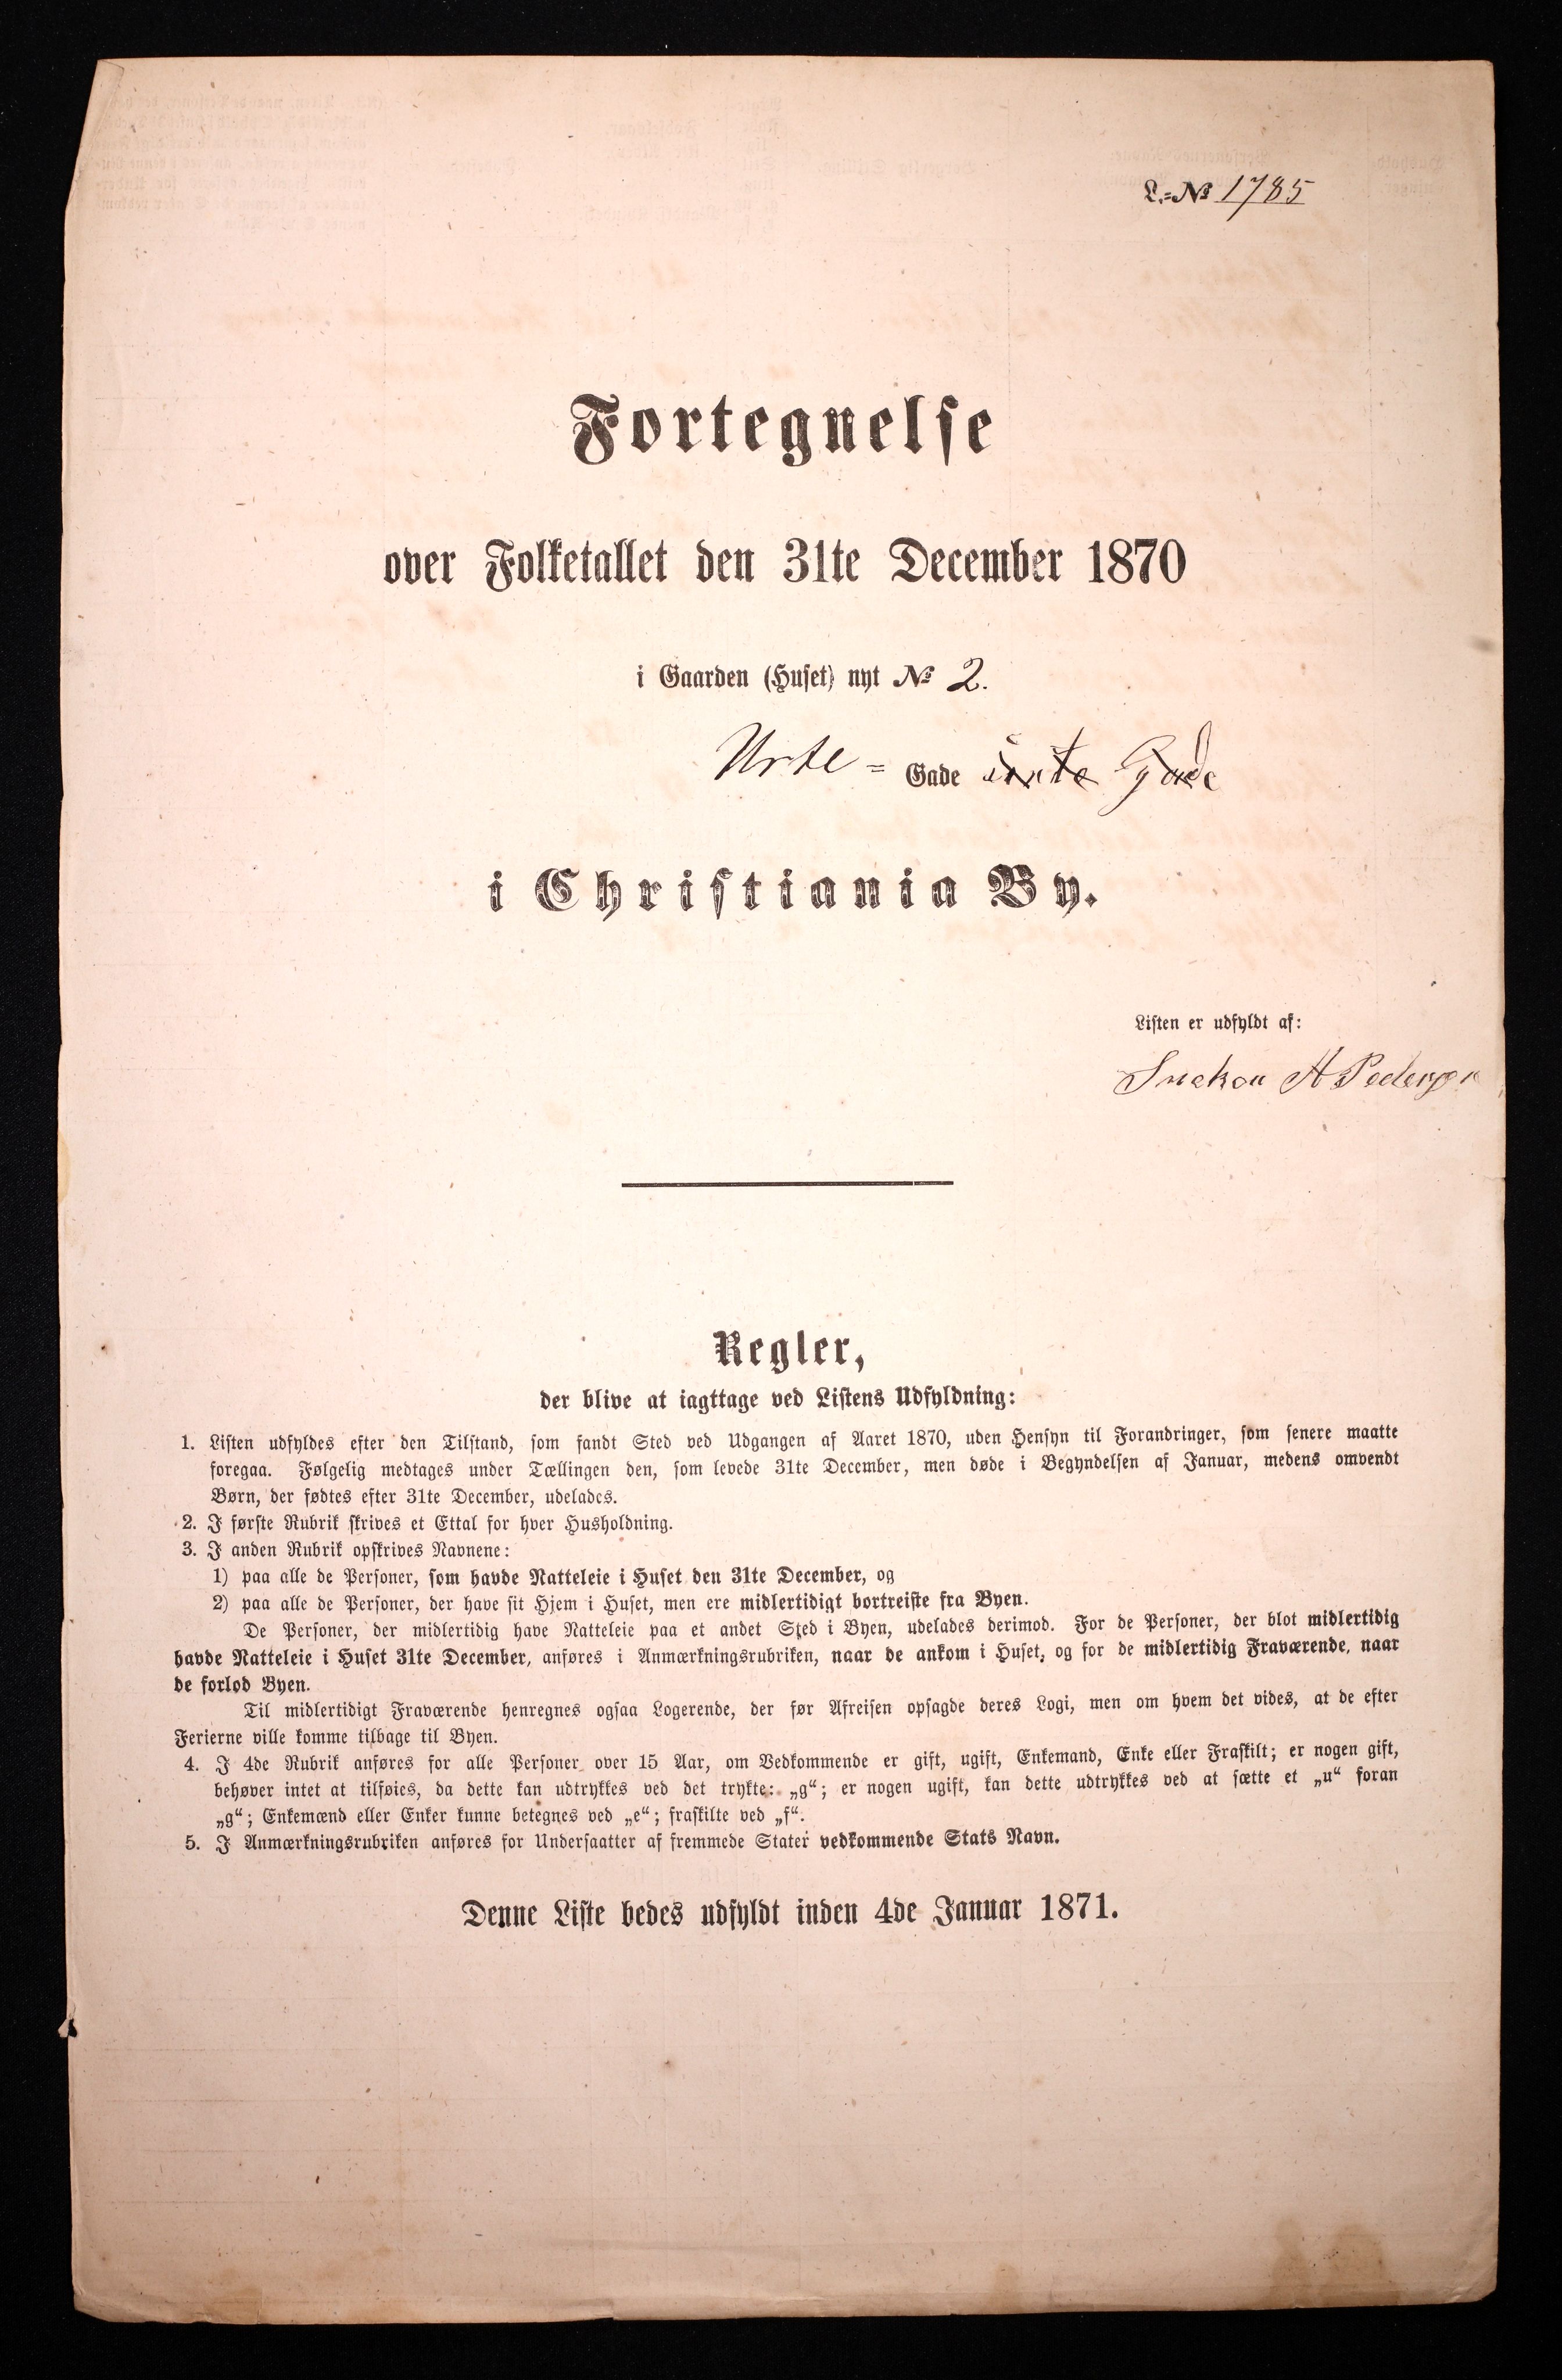 L.=№ 1785
Fortegnelse
over Folketallet den 31te December 1870
i Gaarden (Huset) nyt № 2.
Urte = Gade
i Christiania By.
Listen er udfyldt af:
A Pedersen
Regler,
der blive at iagttage ved Listens Udfyldning:
1. Listen udfyldes efter den Tilstand, som fandt Sted ved Udgangen af Aaret 1870, uden Hensyn til Forandringer, som senere maatte
foregaa. Følgelig medtages under Tællingen den, som levede 31te December, men døde i Begyndelsen af Januar, medens omvendt
Børn, der fødtes efter 31te December, udelades.
2. I første Rubrik skrives et Ettal for hver Husholdning.
3. I anden Rubrik opskrives Navnene:
1) paa alle de Personer, som havde Natteleie i Huset den 31te December, og
2) paa alle de Personer, der have sit Hjem i Huset, men ere midlertidigt bortreiste fra Byen.
De Personer, der midlertidig have Natteleie paa et andet Sted i Byen, udelades derimod. For de Personer, der blot midlertidig
havde Natteleie i Huset 31te December, anføres i Anmærkningsrubriken, naar de ankom i Huset, og for de midlertidig Fraværende, naar
de forlod Byen.
Til midlertidigt Fraværende henregnes ogsaa Logerende, der før Afreisen opsagde deres Logi, men om hvem det vides, at de efter
Ferierne ville komme tilbage til Byen.
4. I 4de Rubrik anføres for alle Personer over 15 Aar, om Vedkommende er gift, ugift, Enkemand, Enke eller Fraskilt; er nogen gift,
behøver intet at tilføies, da dette kan udtrykkes ved det trykte: „g“; er nogen ugift, kan dette udtrykkes ved at sætte et „u“ foran
„g“; Enkemænd eller Enker kunne betegnes ved „e“; fraskilte ved „f“.
5. I Anmærkningsrubriken anføres for Undersaatter af fremmede Stater vedkommende Stats Navn.
Denne Liste bedes udfyldt inden 4de Januar 1871.